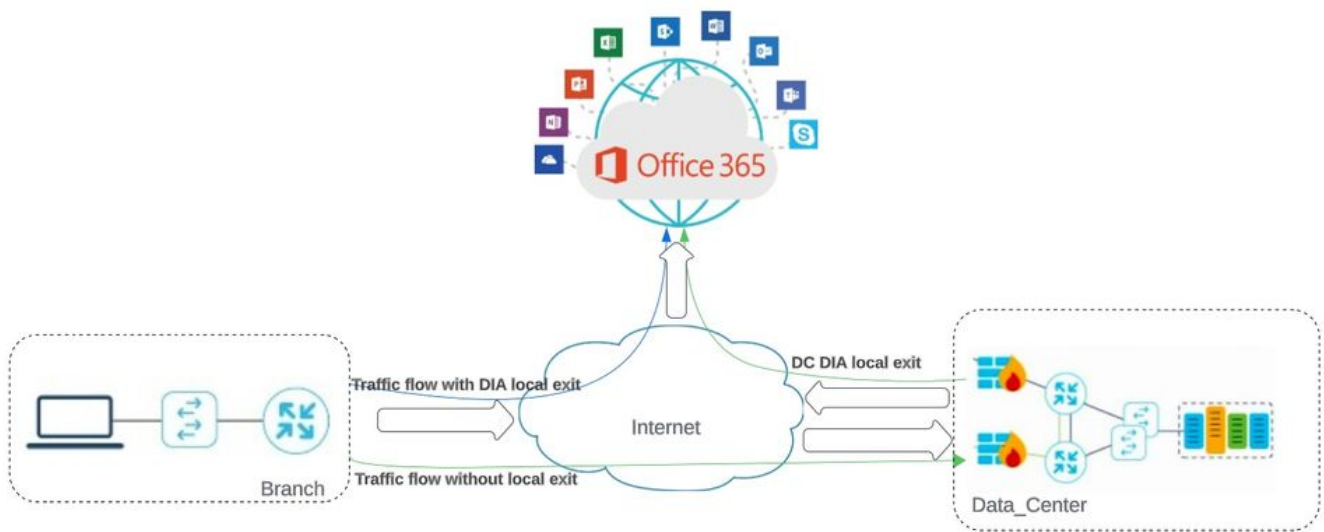 Office 365
Traffic flow with DIA local exit
DC DIA local exit
Internet
Branch
Traffic flow without local exit
Data_Center